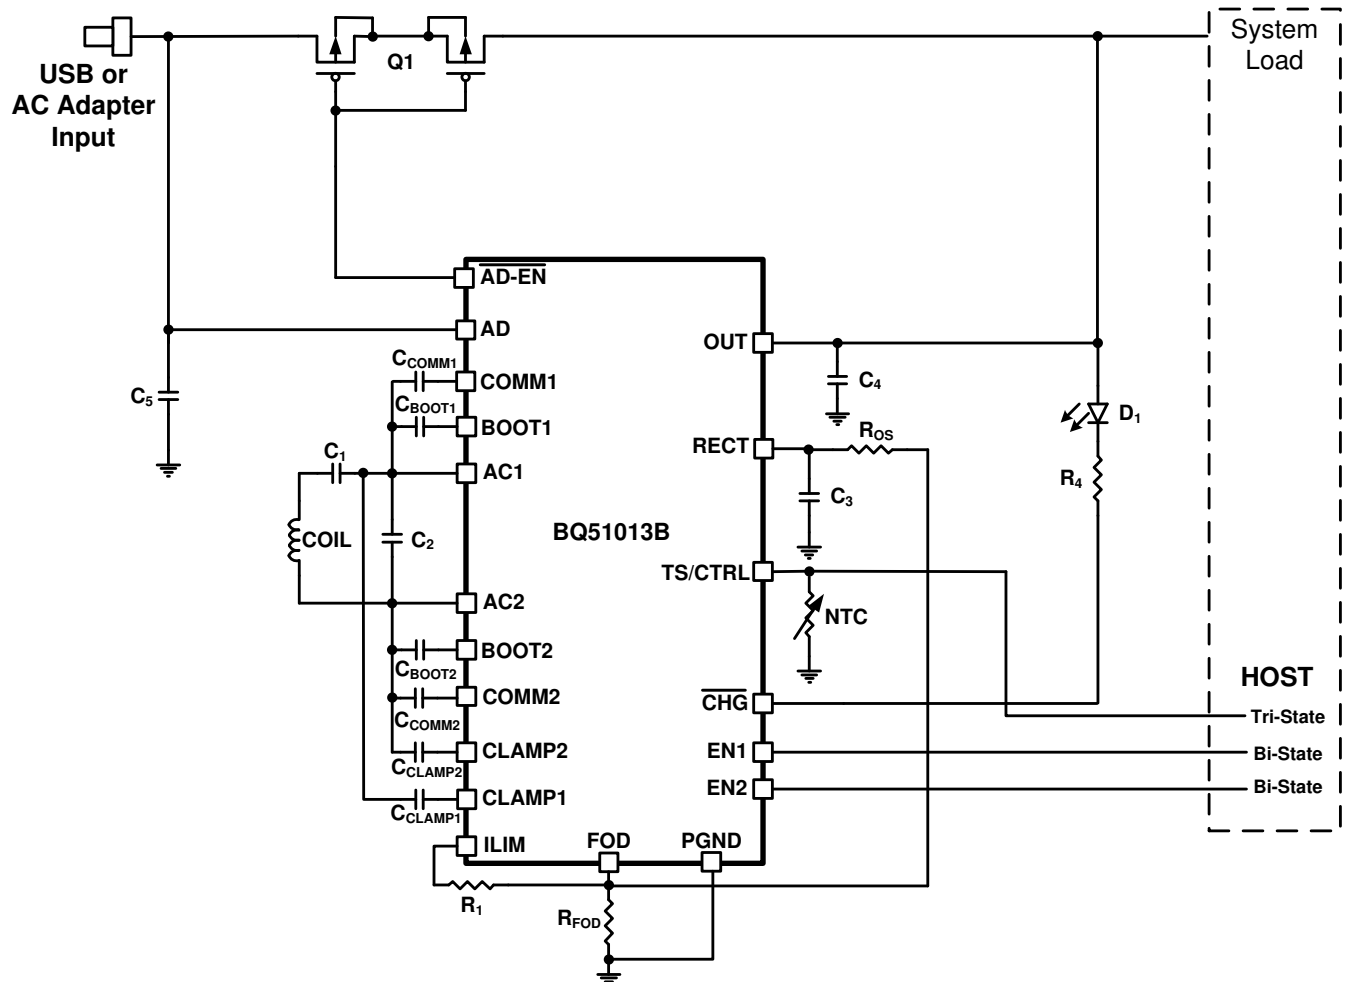 System
Load
Q1
USB or
AC Adapter
Input
AD-EN
AD
OUT
CCOMM1
COMM1
C4
C5
CBOOT1
BOOT1
D1
ROS
RECT
C1
AC1
R4
C3
BQ51013B
COIL
C2
TS/CTRL
AC2
NTC
BOOT2
CBOOT2
HOST
COMM2
CHG
Tri-State
CCOMM2
CLAMP2
EN1
Bi-State
CCLAMP2
EN2
Bi-State
CLAMP1
CCLAMP1
ILIM
FOD
PGND
R1
RFOD